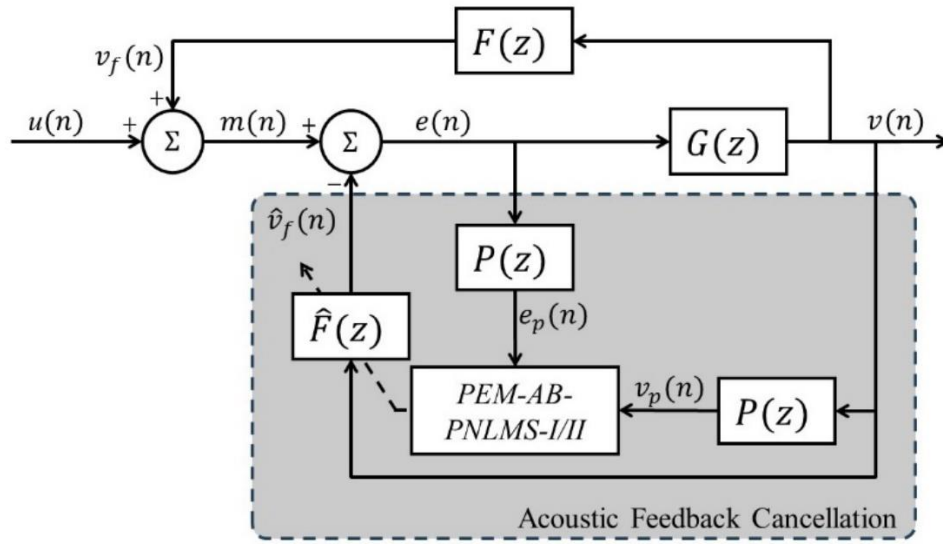 F(z)
v_f(n)
+
u(n) + Σ m(n) + Σ e(n) G(z) v(n)
−
v̂_f(n)
P(z)
F̂(z)
e_p(n)
PEM-AB-
PNLMS-I/II
v_p(n)
P(z)
Acoustic Feedback Cancellation